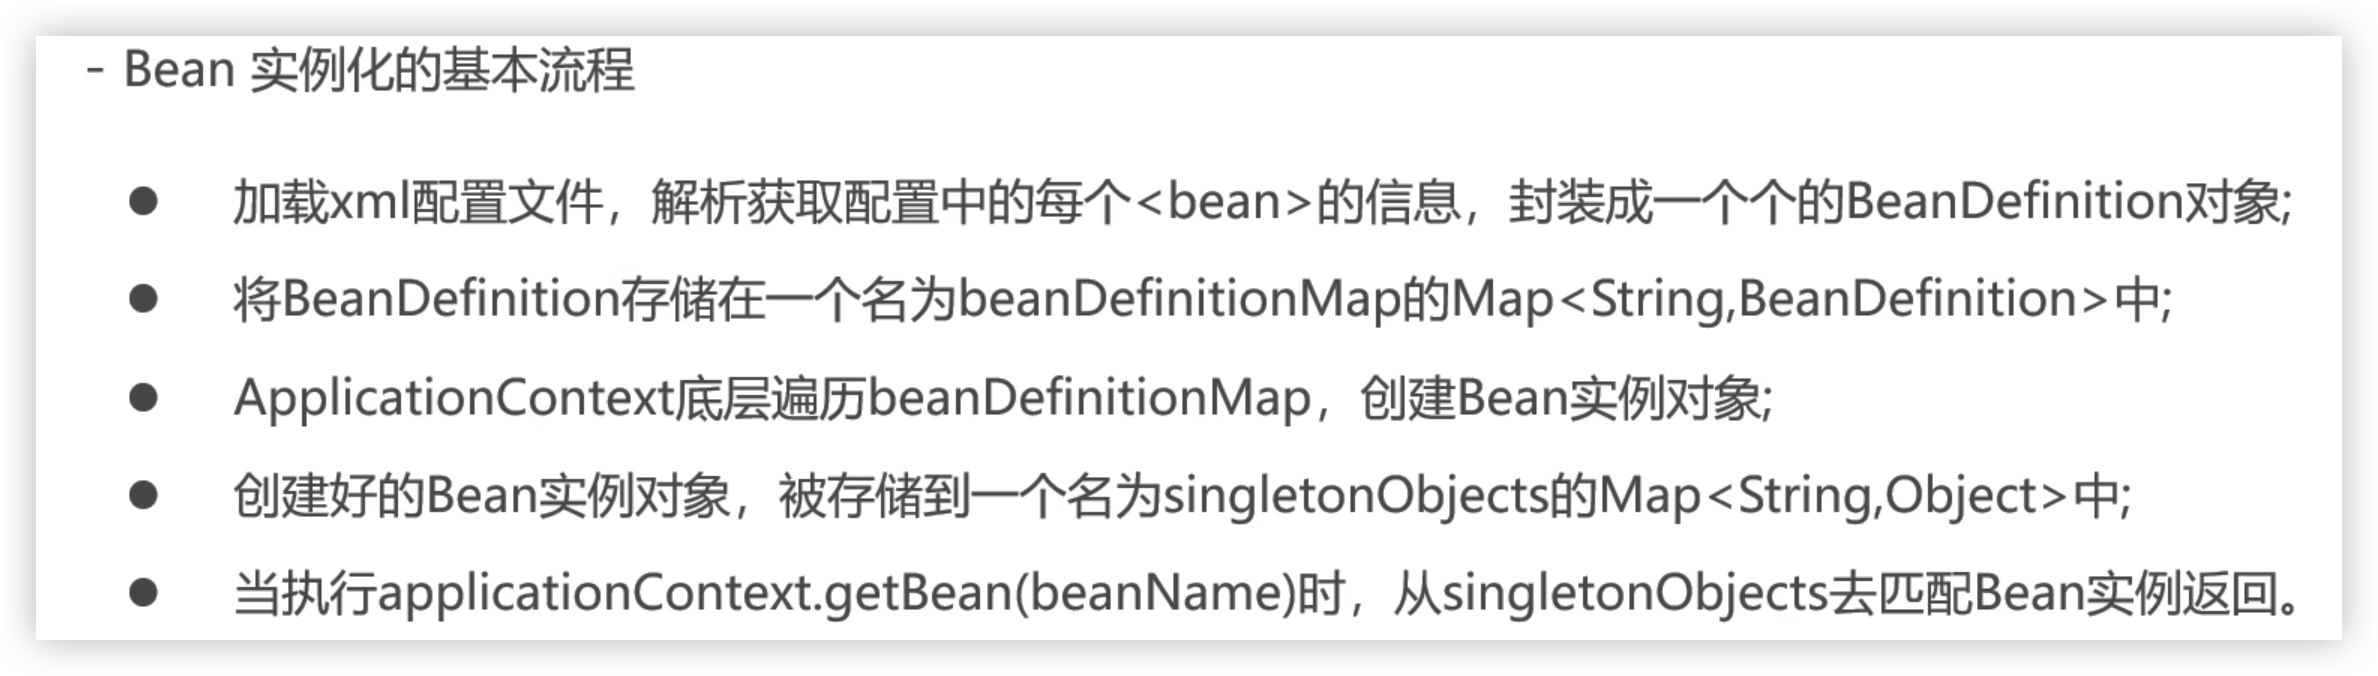 - Bean 实例化的基本流程
● 加载xml配置文件，解析获取配置中的每个<bean>的信息，封装成一个个的BeanDefinition对象;
● 将BeanDefinition存储在一个名为beanDefinitionMap的Map<String,BeanDefinition>中;
● ApplicationContext底层遍历beanDefinitionMap，创建Bean实例对象;
● 创建好的Bean实例对象，被存储到一个名为singletonObjects的Map<String,Object>中;
● 当执行applicationContext.getBean(beanName)时，从singletonObjects去匹配Bean实例返回。